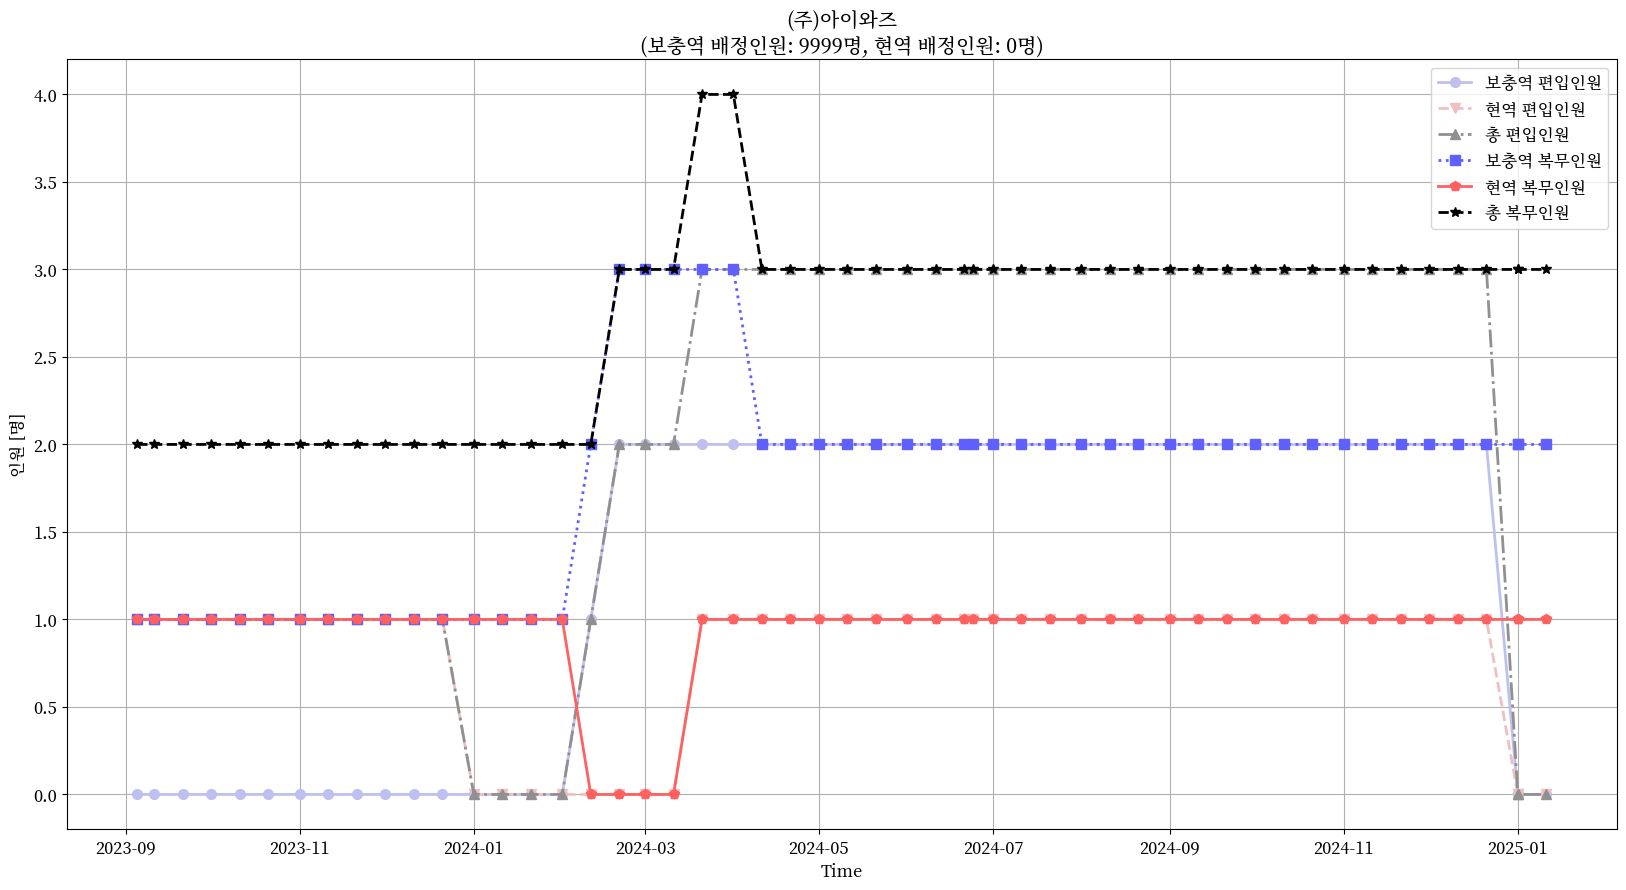 (주)아이와즈
(보충역 배정인원: 9999명, 현역 배정인원: 0명)
보충역 편입인원
현역 편입인원
총 편입인원
보충역 복무인원
현역 복무인원
총 복무인원
인원 [명]
4.0
3.5
3.0
2.5
2.0
1.5
1.0
0.5
0.0
2023-09 2023-11 2024-01 2024-03 2024-05 2024-07 2024-09 2024-11 2025-01
Time